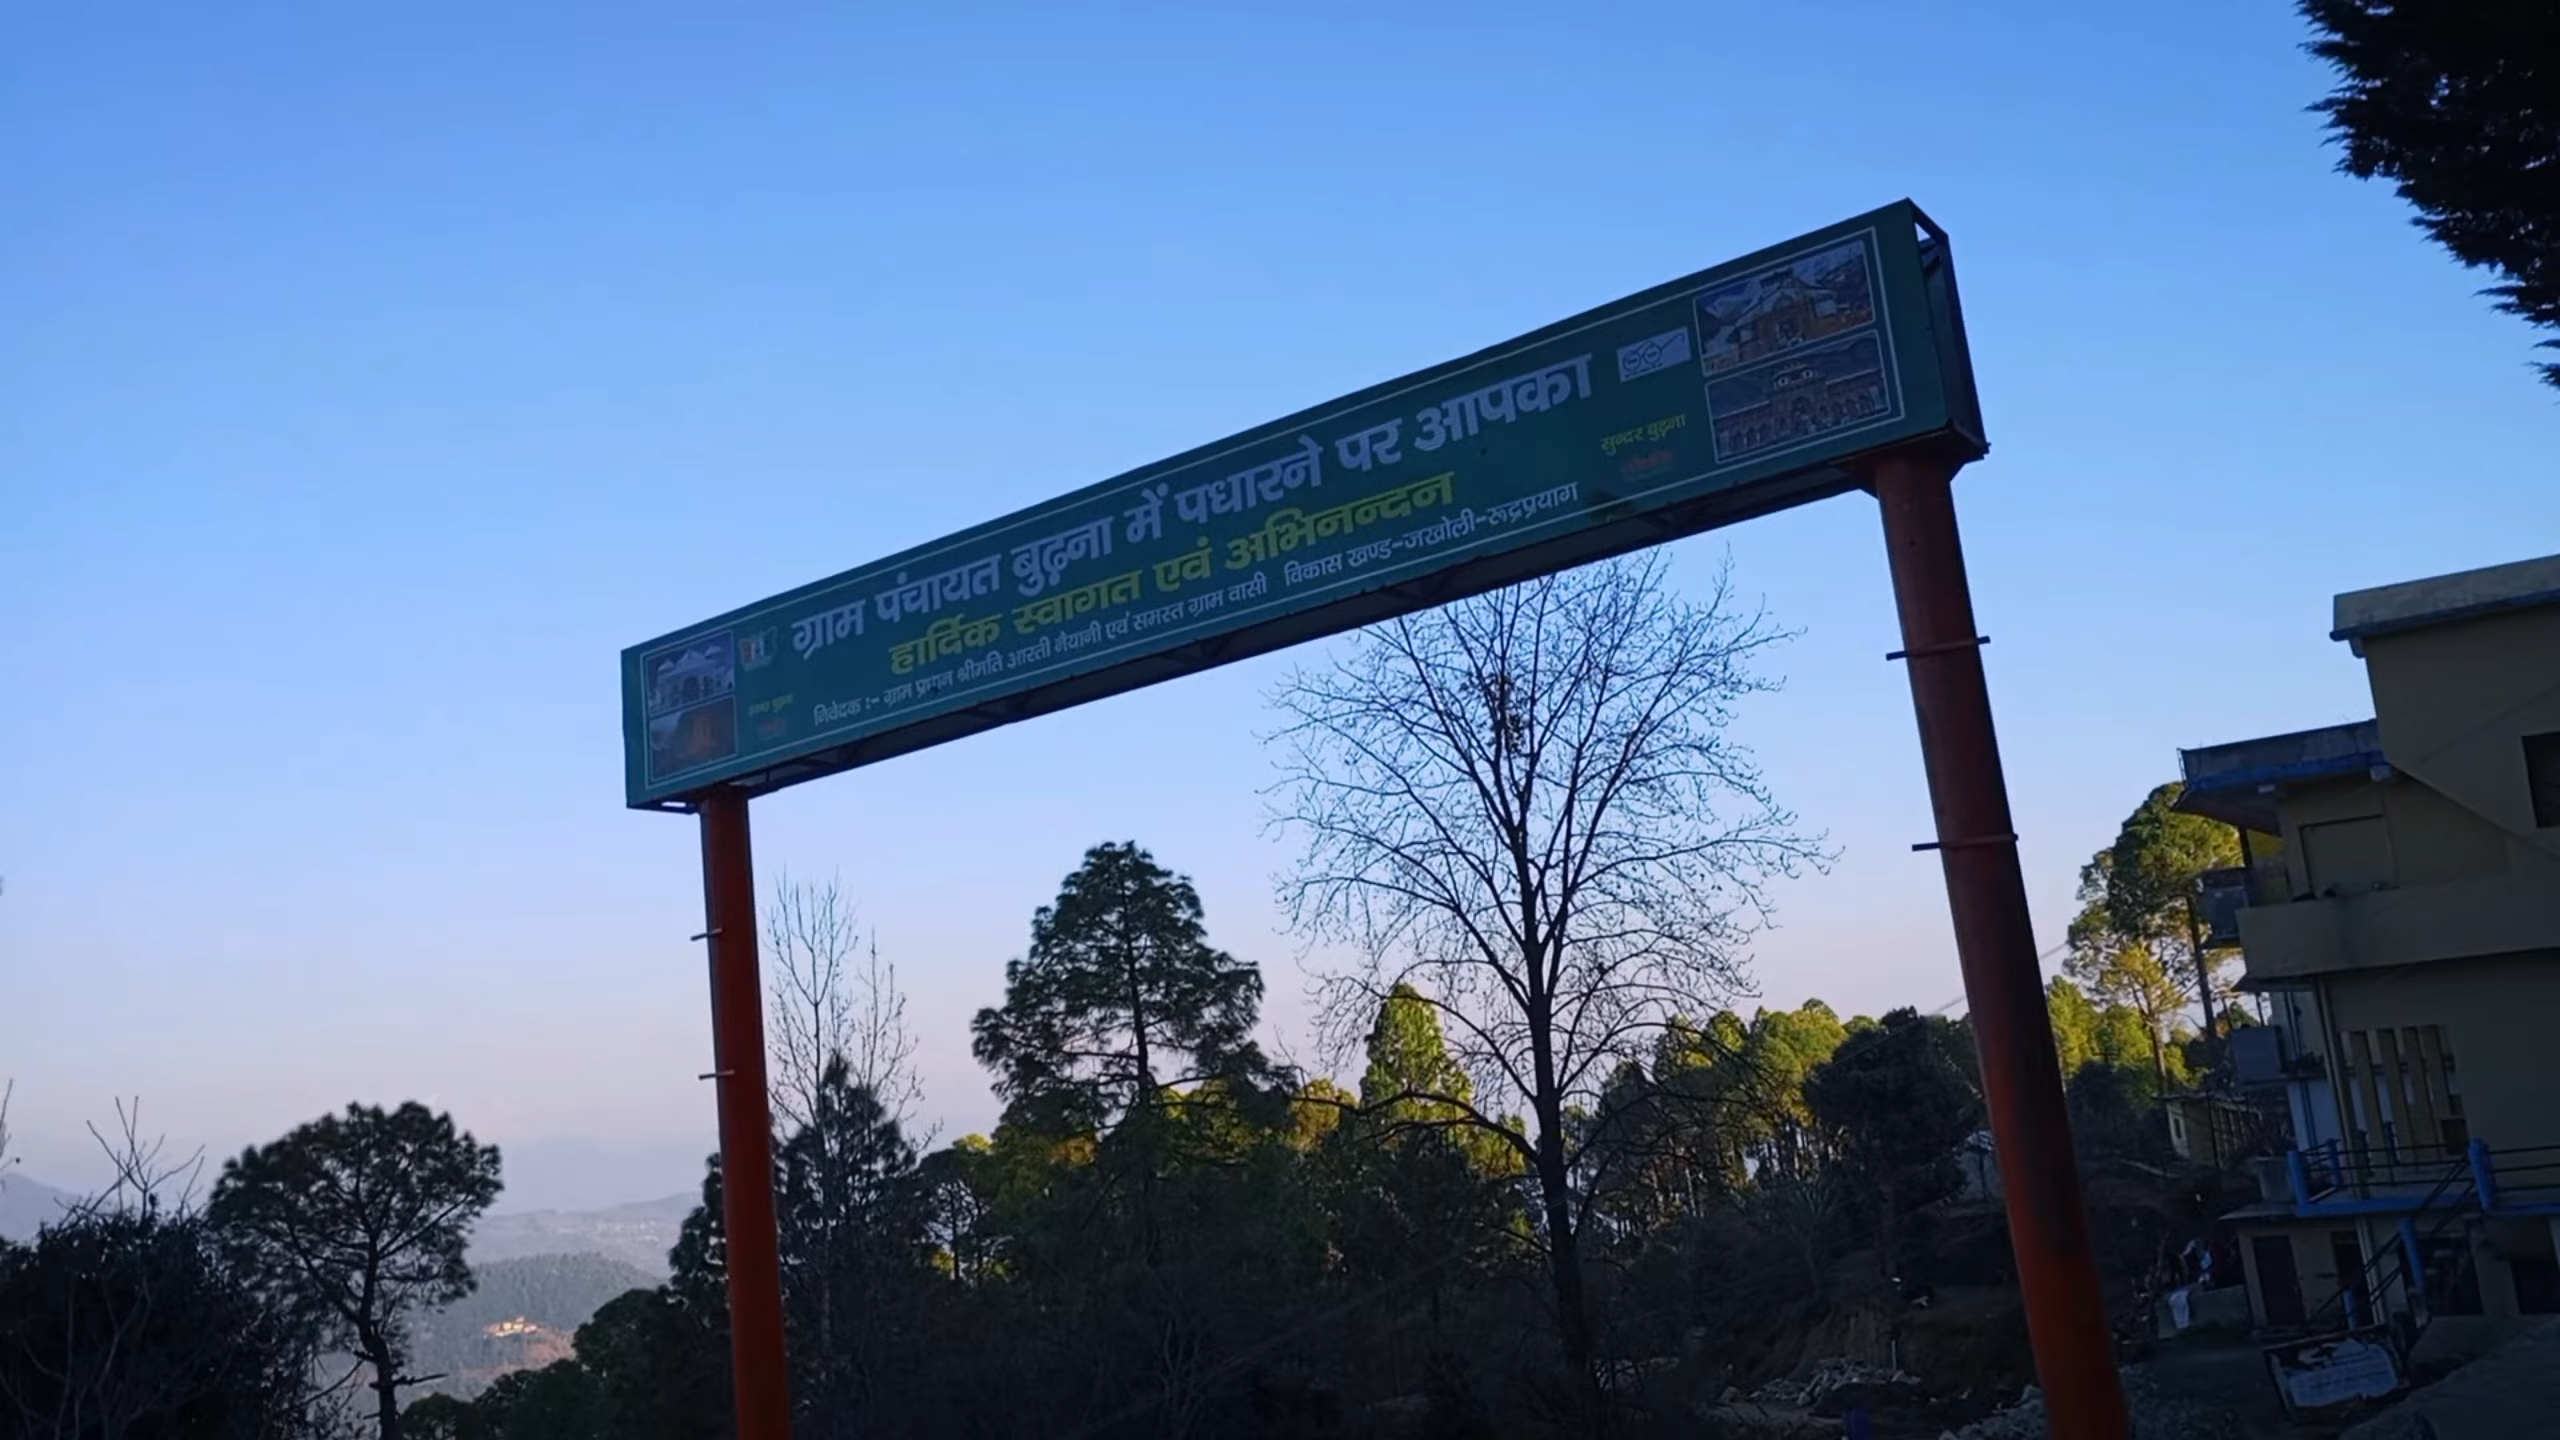 ग्राम पंचायत बुढ़ना में पधारने पर आपका
हार्दिक स्वागत एवं अभिनन्दन
निवेदक :- ग्राम प्रधान श्रीमति आरती नैयानी एवं समस्त ग्राम वासी विकास खण्ड-जखोली-रूद्रप्रयाग
सुन्दर बुढ़ना